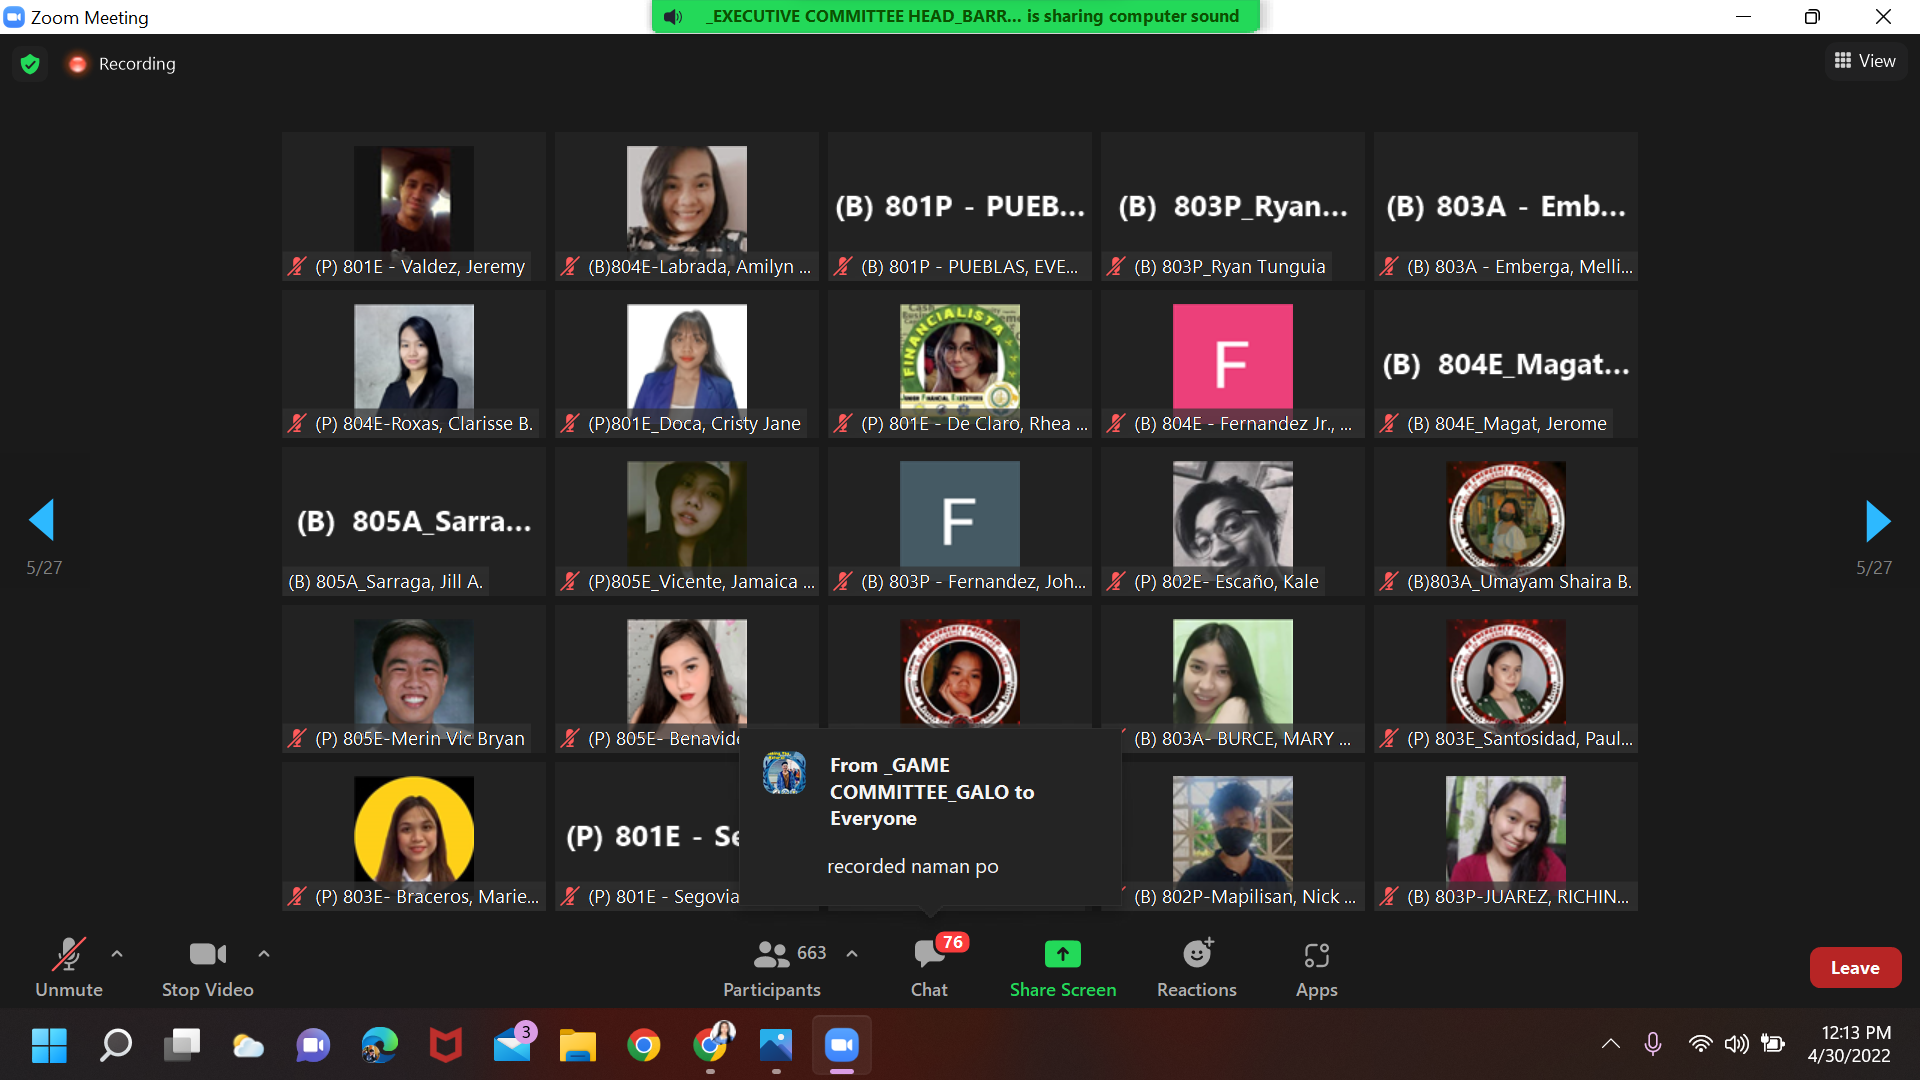 Zoom Meeting
_EXECUTIVE COMMITTEE HEAD_BARR... is sharing computer sound
Recording
View
(B) 801P - PUEB...
(B) 803P_Ryan...
(B) 803A - Emb...
(P) 801E - Valdez, Jeremy
(B)804E-Labrada, Amilyn ...
(B) 801P - PUEBLAS, EVE...
(B) 803P_Ryan Tunguia
(B) 803A - Emberga, Melli...
FINANCIALISTA
F
(B) 804E_Magat...
(P) 804E-Roxas, Clarisse B.
(P)801E_Doca, Cristy Jane
(P) 801E - De Claro, Rhea ...
(B) 804E - Fernandez Jr., ...
(B) 804E_Magat, Jerome
(B) 805A_Sarra...
F
5/27
5/27
(B) 805A_Sarraga, Jill A.
(P)805E_Vicente, Jamaica ...
(B) 803P - Fernandez, Joh...
(P) 802E- Escaño, Kale
(B)803A_Umayam Shaira B.
(P) 805E-Merin Vic Bryan
(P) 805E- Benavide
(B) 803A- BURCE, MARY ...
(P) 803E_Santosidad, Paul...
From _GAME
COMMITTEE_GALO to
Everyone
recorded naman po
(P) 801E - Se
(P) 803E- Braceros, Marie...
(P) 801E - Segovia
(B) 802P-Mapilisan, Nick ...
(B) 803P-JUAREZ, RICHIN...
Unmute
Stop Video
663
Participants
76
Chat
Share Screen
Reactions
Apps
Leave
3
12:13 PM
4/30/2022